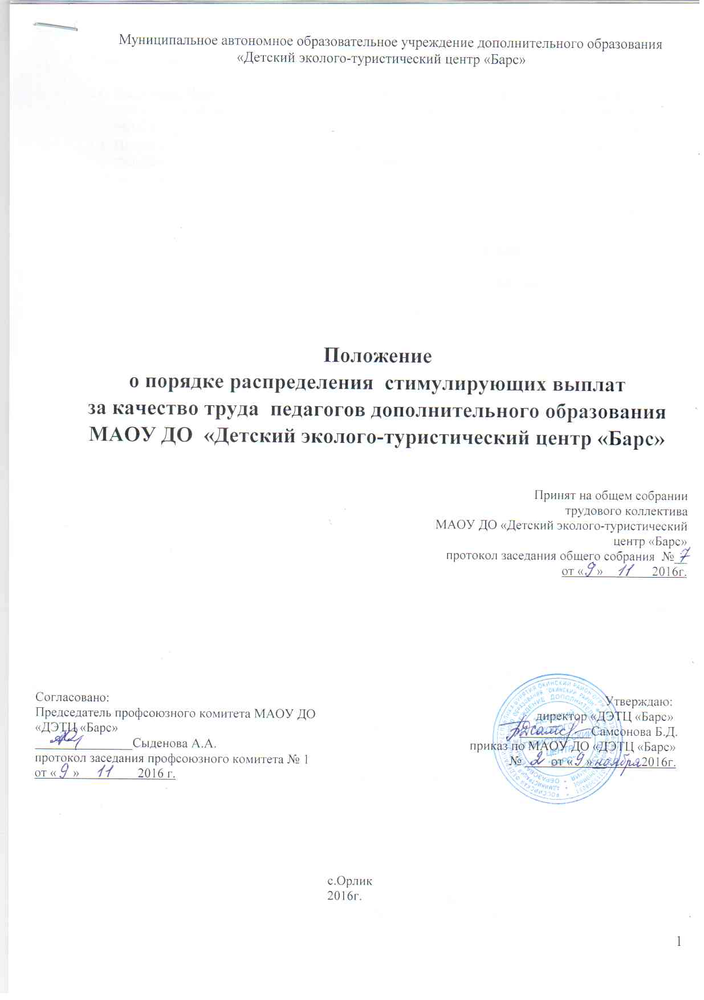 Муниципальное автономное образовательное учреждение дополнительного образования
«Детский эколого-туристический центр «Барс»
Положение
о порядке распределения стимулирующих выплат
за качество труда педагогов дополнительного образования
МАОУ ДО «Детский эколого-туристический центр «Барс»
Принят на общем собрании
трудового коллектива
МАОУ ДО «Детский эколого-туристический
центр «Барс»
протокол заседания общего собрания № 7
от « 9 » 11 2016г.
Согласовано:
Председатель профсоюзного комитета МАОУ ДО
«ДЭТЦ «Барс»
Сыденова А.А.
протокол заседания профсоюзного комитета № 1
от « 9 » 11 2016 г.
Утверждаю:
директор «ДЭТЦ «Барс»
Самсонова Б.Д.
приказ по МАОУ ДО «ДЭТЦ «Барс»
№ 2 от « 9 » ноября 2016г.
с.Орлик
2016г.
1